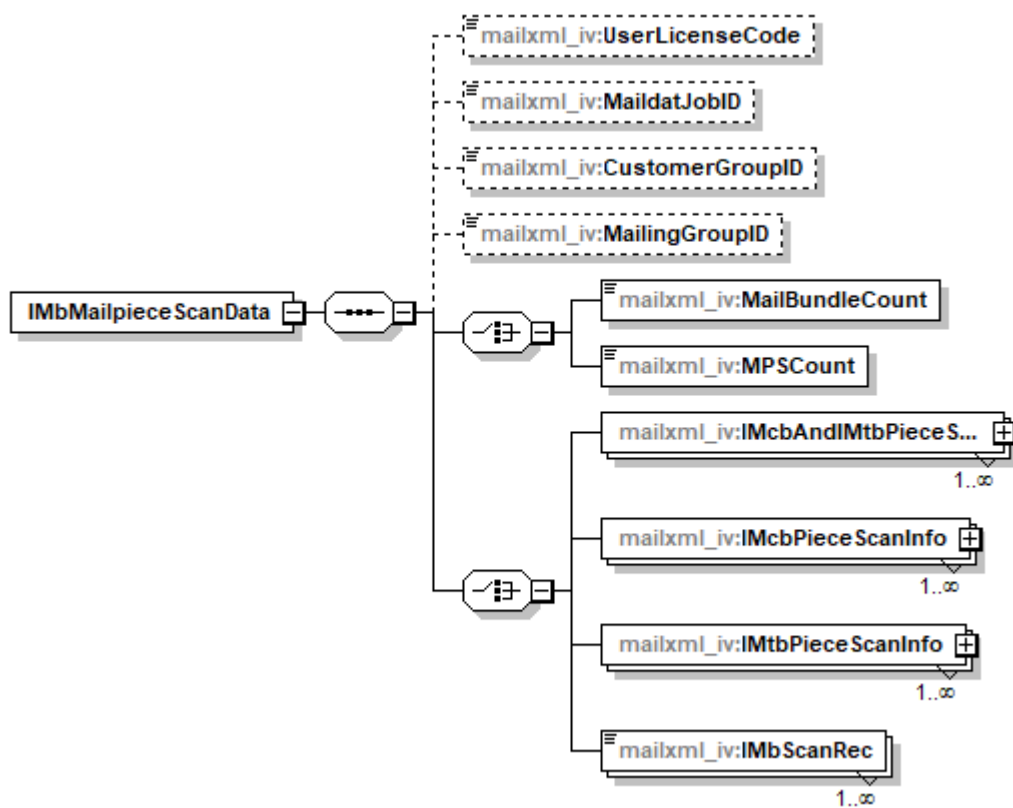 mailxml_iv:UserLicenseCode
mailxml_iv:MaildatJobID
mailxml_iv:CustomerGroupID
mailxml_iv:MailingGroupID
IMbMailpieceScanData
mailxml_iv:MailBundleCount
mailxml_iv:MPSCount
mailxml_iv:IMcbAndIMtbPieceS...
1..∞
mailxml_iv:IMcbPieceScanInfo
1..∞
mailxml_iv:IMtbPieceScanInfo
1..∞
mailxml_iv:IMbScanRec
1..∞